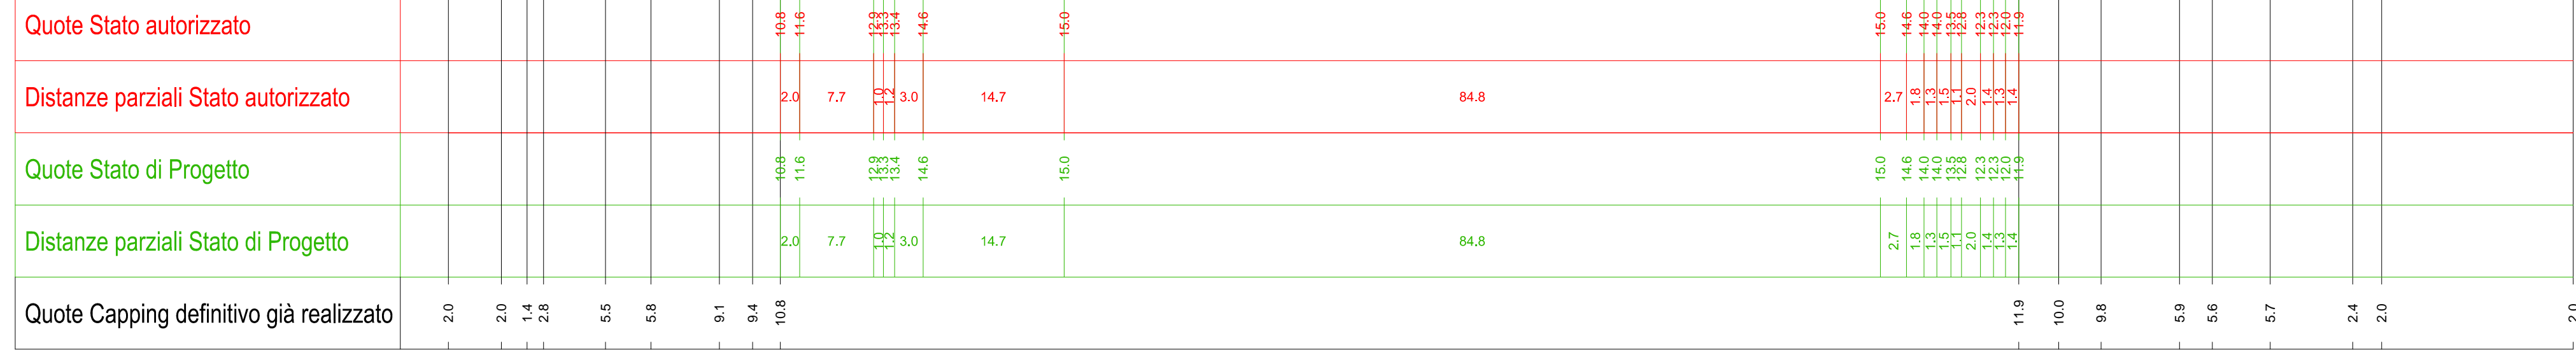 Quote Stato autorizzato 10.8 11.6 12.9 13.3 13.4 14.6 15.0 15.0 14.6 14.0 14.0 13.5 12.8 12.3 12.3 12.0 11.9
Distanze parziali Stato autorizzato 2.0 7.7 1.0 1.2 3.0 14.7 84.8 2.7 1.8 1.3 1.5 1.1 2.0 1.4 1.3 1.4
Quote Stato di Progetto 10.8 11.6 12.9 13.3 13.4 14.6 15.0 15.0 14.6 14.0 14.0 13.5 12.8 12.3 12.3 12.0 11.9
Distanze parziali Stato di Progetto 2.0 7.7 1.0 1.2 3.0 14.7 84.8 2.7 1.8 1.3 1.5 1.1 2.0 1.4 1.3 1.4
Quote Capping definitivo già realizzato 2.0 2.0 1.4 2.8 5.5 5.8 9.1 9.4 10.8 11.9 10.0 9.8 5.9 5.6 5.7 2.4 2.0 2.0